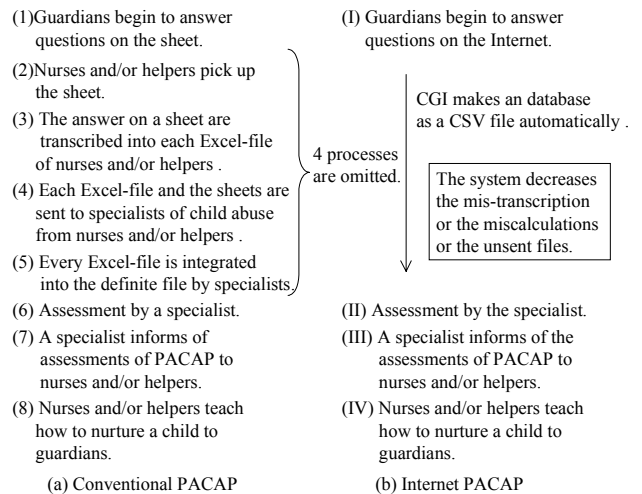 (1)Guardians begin to answer
questions on the sheet.
(2)Nurses and/or helpers pick up
the sheet.
(3) The answer on a sheet are
transcribed into each Excel-file
of nurses and/or helpers .
(4) Each Excel-file and the sheets are
sent to specialists of child abuse
from nurses and/or helpers .
(5) Every Excel-file is integrated
into the definite file by specialists.
(6) Assessment by a specialist.
(7) A specialist informs of
assessments of PACAP to
nurses and/or helpers.
(8) Nurses and/or helpers teach
how to nurture a child to
guardians.
(a) Conventional PACAP
4 processes
are omitted.
(I) Guardians begin to answer
questions on the Internet.
CGI makes an database
as a CSV file automatically .
The system decreases
the mis-transcription
or the miscalculations
or the unsent files.
(II) Assessment by the specialist.
(III) A specialist informs of the
assessments of PACAP to
nurses and/or helpers.
(IV) Nurses and/or helpers teach
how to nurture a child to
guardians.
(b) Internet PACAP